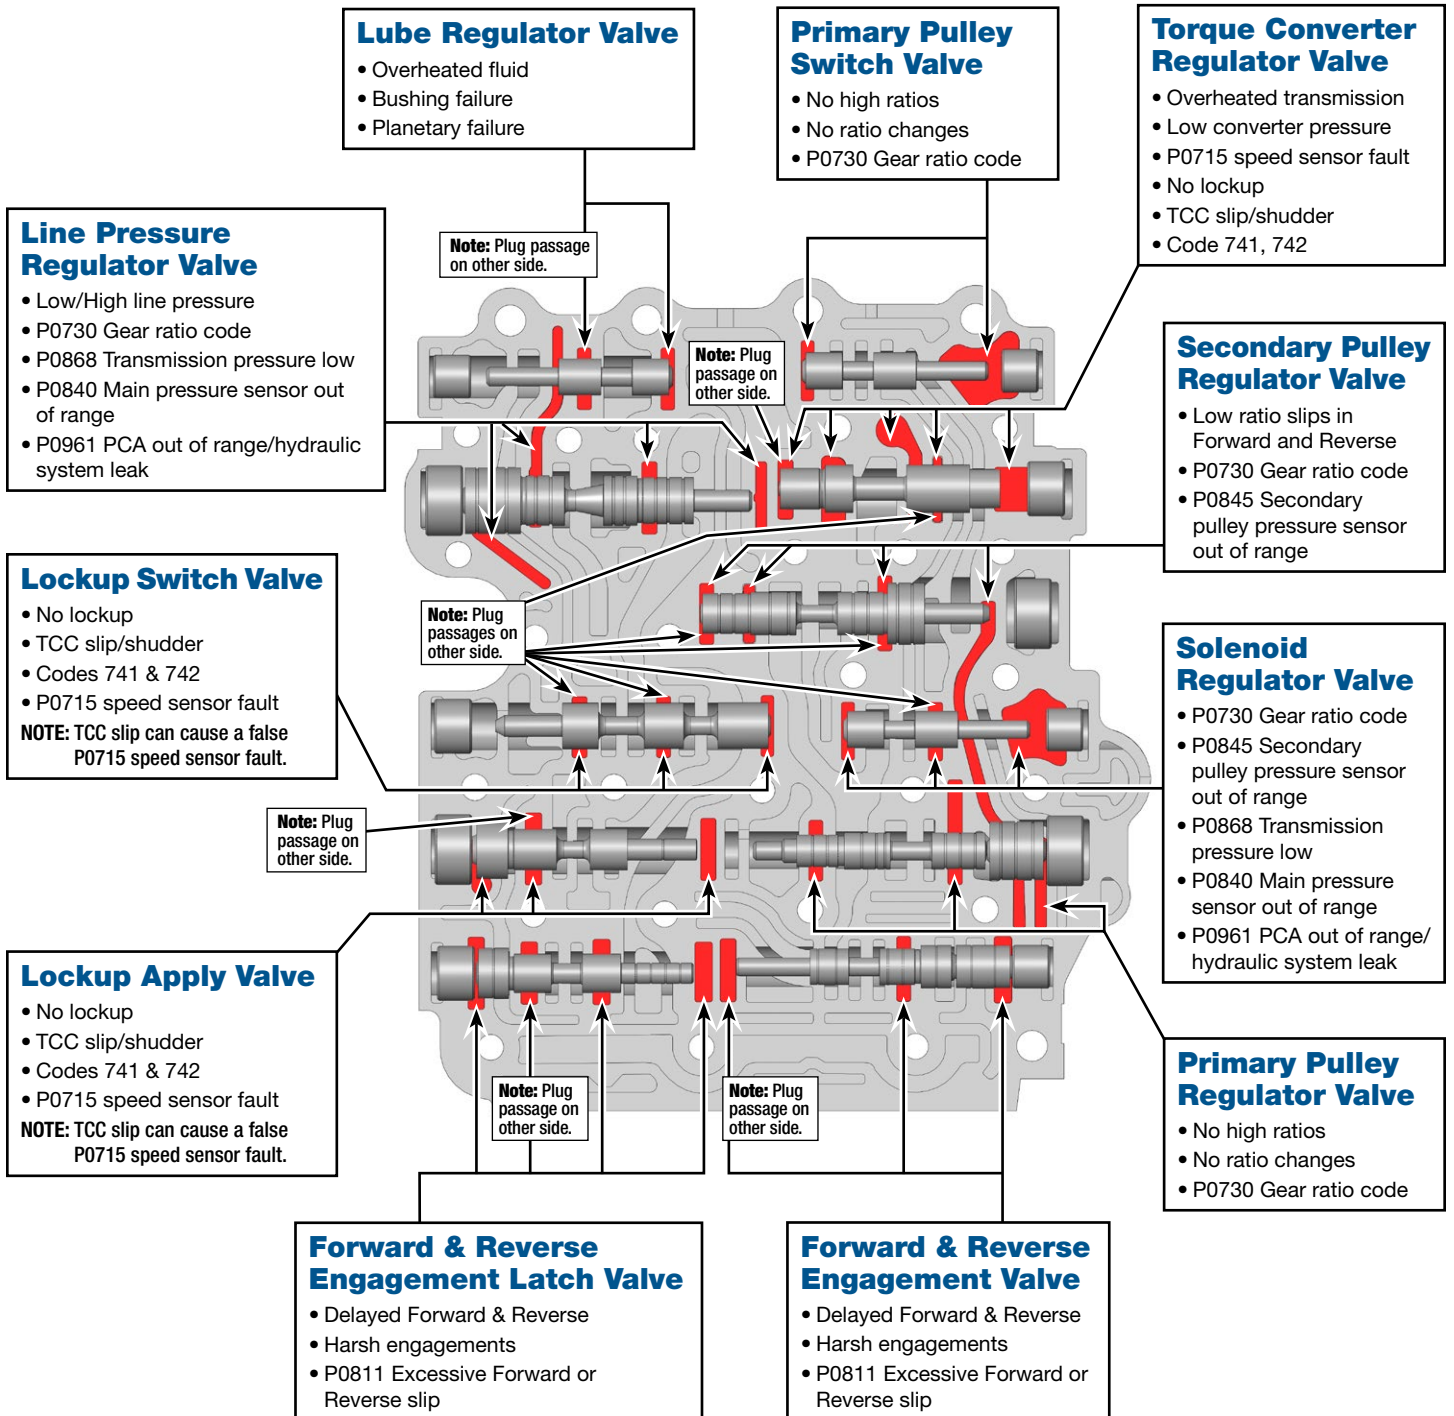 Lube Regulator Valve
• Overheated fluid
• Bushing failure
• Planetary failure
Primary Pulley
Switch Valve
• No high ratios
• No ratio changes
• P0730 Gear ratio code
Torque Converter
Regulator Valve
• Overheated transmission
• Low converter pressure
• P0715 speed sensor fault
• No lockup
• TCC slip/shudder
• Code 741, 742
Line Pressure
Regulator Valve
• Low/High line pressure
• P0730 Gear ratio code
• P0868 Transmission pressure low
• P0840 Main pressure sensor out
of range
• P0961 PCA out of range/hydraulic
system leak
Note: Plug passage
on other side.
Note: Plug
passage on
other side.
Secondary Pulley
Regulator Valve
• Low ratio slips in
Forward and Reverse
• P0730 Gear ratio code
• P0845 Secondary
pulley pressure sensor
out of range
Lockup Switch Valve
• No lockup
• TCC slip/shudder
• Codes 741 & 742
• P0715 speed sensor fault
NOTE: TCC slip can cause a false
P0715 speed sensor fault.
Note: Plug
passages on
other side.
Solenoid
Regulator Valve
• P0730 Gear ratio code
• P0845 Secondary
pulley pressure sensor
out of range
• P0868 Transmission
pressure low
• P0840 Main pressure
sensor out of range
• P0961 PCA out of range/
hydraulic system leak
Note: Plug
passage on
other side.
Lockup Apply Valve
• No lockup
• TCC slip/shudder
• Codes 741 & 742
• P0715 speed sensor fault
NOTE: TCC slip can cause a false
P0715 speed sensor fault.
Note: Plug
passage on
other side.
Note: Plug
passage on
other side.
Primary Pulley
Regulator Valve
• No high ratios
• No ratio changes
• P0730 Gear ratio code
Forward & Reverse
Engagement Latch Valve
• Delayed Forward & Reverse
• Harsh engagements
• P0811 Excessive Forward or
Reverse slip
Forward & Reverse
Engagement Valve
• Delayed Forward & Reverse
• Harsh engagements
• P0811 Excessive Forward or
Reverse slip